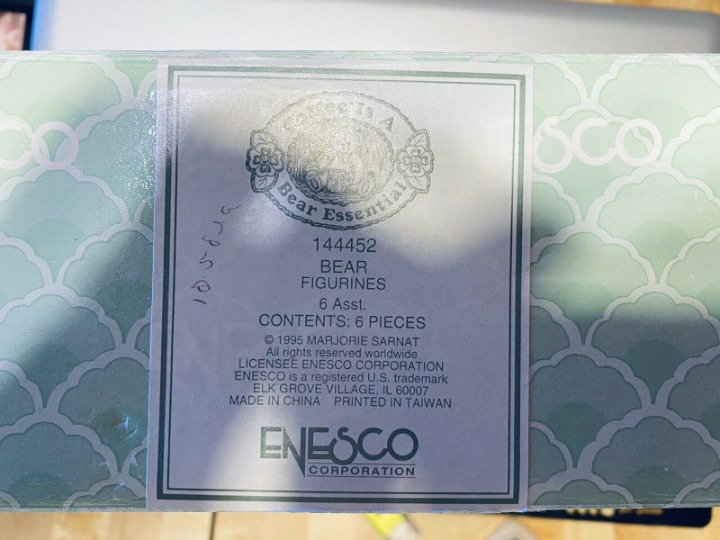 Coffee Is A
Bear Essential
144452
BEAR
FIGURINES
6 Asst.
CONTENTS: 6 PIECES
© 1995 MARJORIE SARNAT
All rights reserved worldwide
LICENSEE ENESCO CORPORATION
ENESCO is a registered U.S. trademark
ELK GROVE VILLAGE, IL 60007
MADE IN CHINA PRINTED IN TAIWAN
ENESCO
CORPORATION
CO
SCO